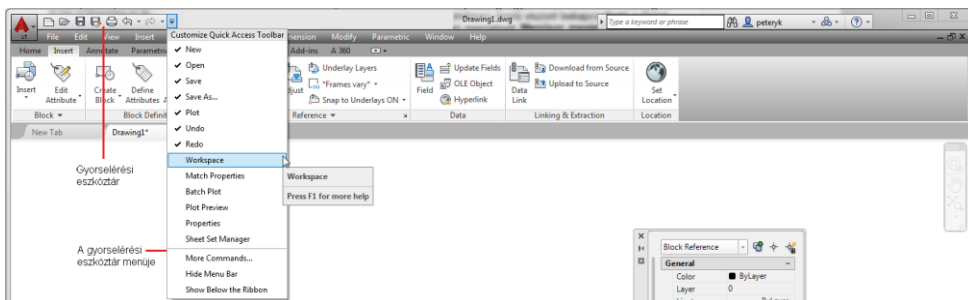 Drawing1.dwg
Type a keyword or phrase
peteryk
LT
File Edit View Insert
mension Modify Parametric Window Help
Customize Quick Access Toolbar
Home Insert Annotate Parametric
Add-ins A 360
New
Open
Save
Save As...
Plot
Undo
Redo
Workspace
Match Properties
Batch Plot
Plot Preview
Properties
Sheet Set Manager
More Commands...
Hide Menu Bar
Show Below the Ribbon
Insert
Edit
Attribute
Create
Block
Define
Attributes
Block
Block Definit
djust
Underlay Layers
*Frames vary*
Snap to Underlays ON
Reference
Field
Update Fields
OLE Object
Hyperlink
Data
Data
Link
Download from Source
Upload to Source
Linking & Extraction
Set
Location
Location
New Tab
Drawing1*
Gyorselérési
eszköztár
Workspace
Press F1 for more help
A gyorselérési
eszköztár menüje
Block Reference
General
Color ByLayer
Layer 0